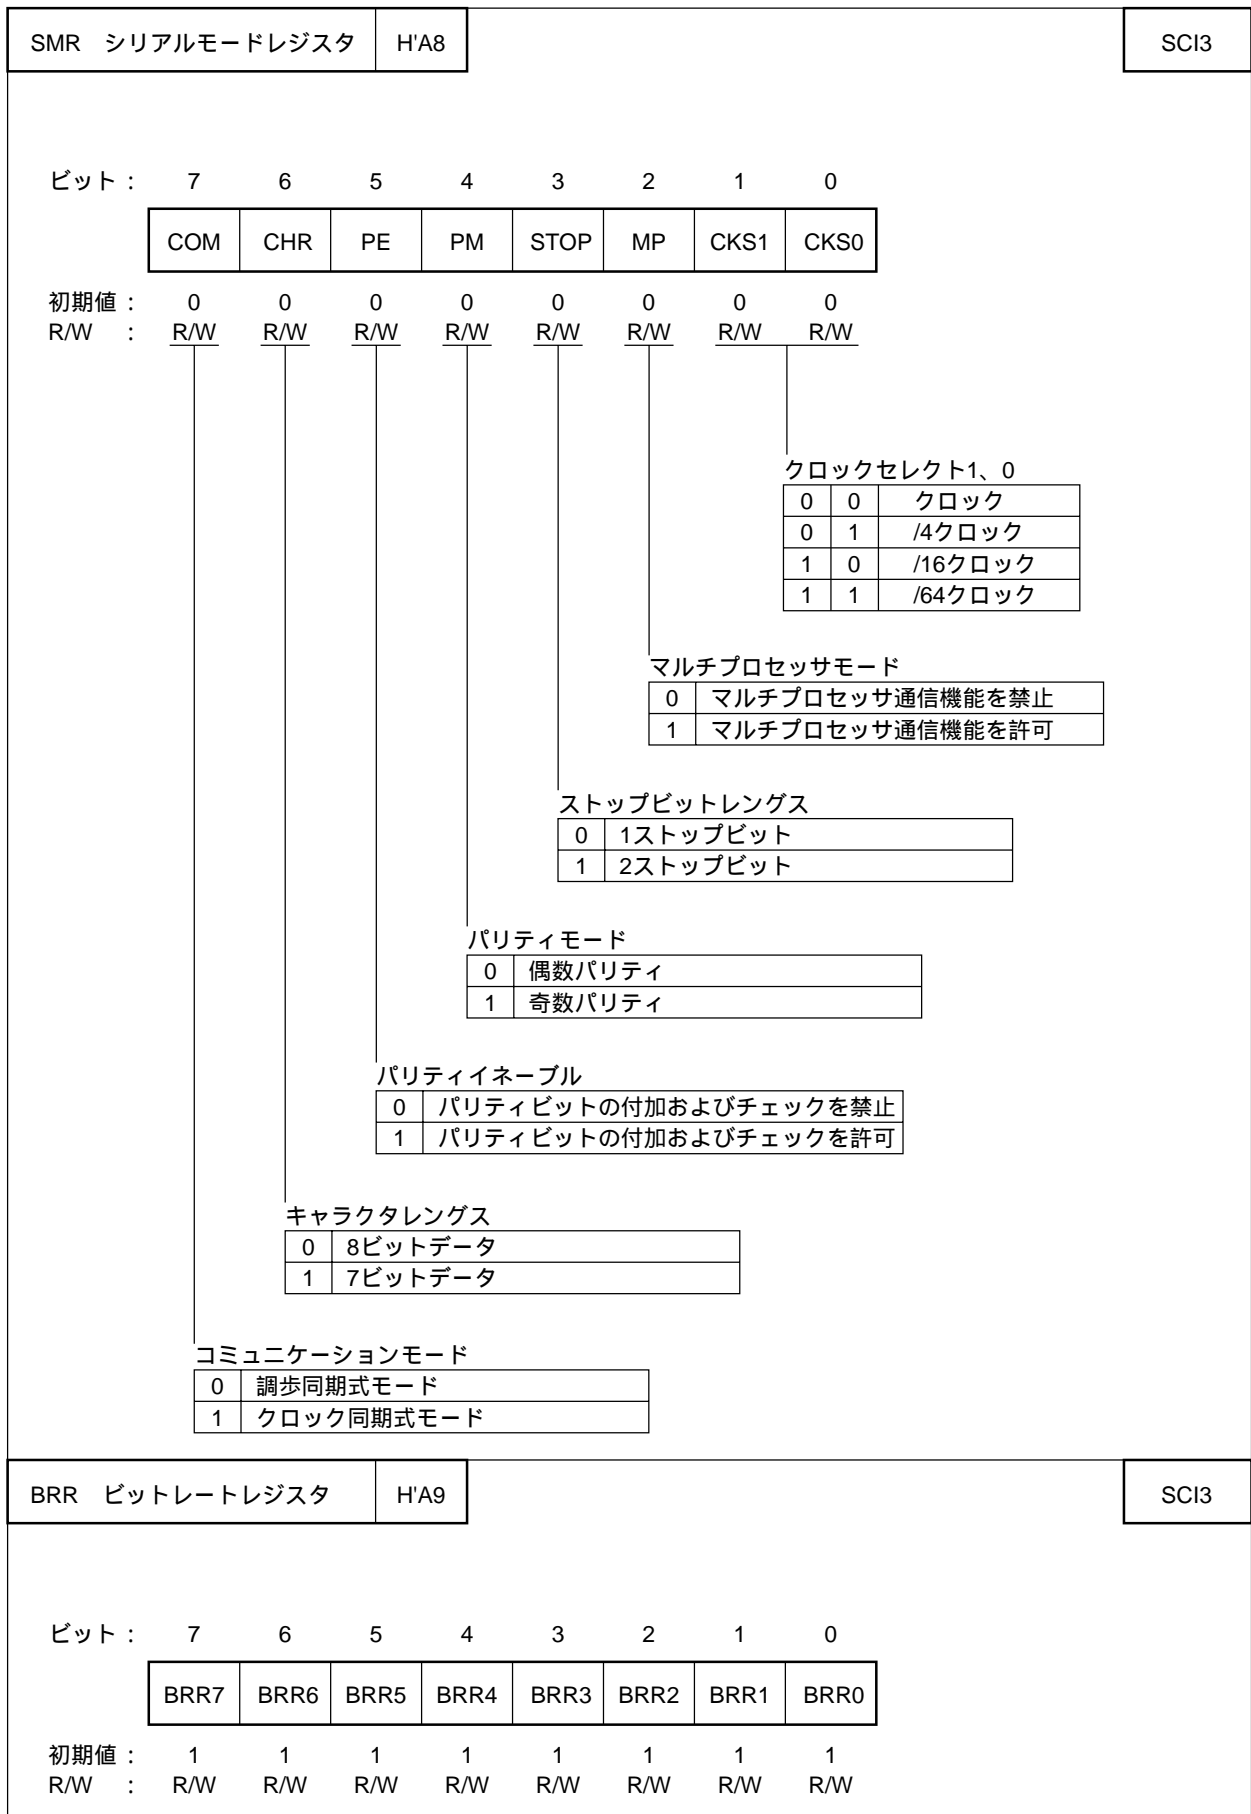 SMR シリアルモードレジスタ H'A8 SCI3
ビット： 7 6 5 4 3 2 1 0
COM CHR PE PM STOP MP CKS1 CKS0
初期値： 0 0 0 0 0 0 0 0
R/W ： R/W R/W R/W R/W R/W R/W R/W R/W
クロックセレクト1、0
0 0 クロック
0 1 /4クロック
1 0 /16クロック
1 1 /64クロック
マルチプロセッサモード
0 マルチプロセッサ通信機能を禁止
1 マルチプロセッサ通信機能を許可
ストップビットレングス
0 1ストップビット
1 2ストップビット
パリティモード
0 偶数パリティ
1 奇数パリティ
パリティイネーブル
0 パリティビットの付加およびチェックを禁止
1 パリティビットの付加およびチェックを許可
キャラクタレングス
0 8ビットデータ
1 7ビットデータ
コミュニケーションモード
0 調歩同期式モード
1 クロック同期式モード
BRR ビットレートレジスタ H'A9 SCI3
ビット： 7 6 5 4 3 2 1 0
BRR7 BRR6 BRR5 BRR4 BRR3 BRR2 BRR1 BRR0
初期値： 1 1 1 1 1 1 1 1
R/W ： R/W R/W R/W R/W R/W R/W R/W R/W